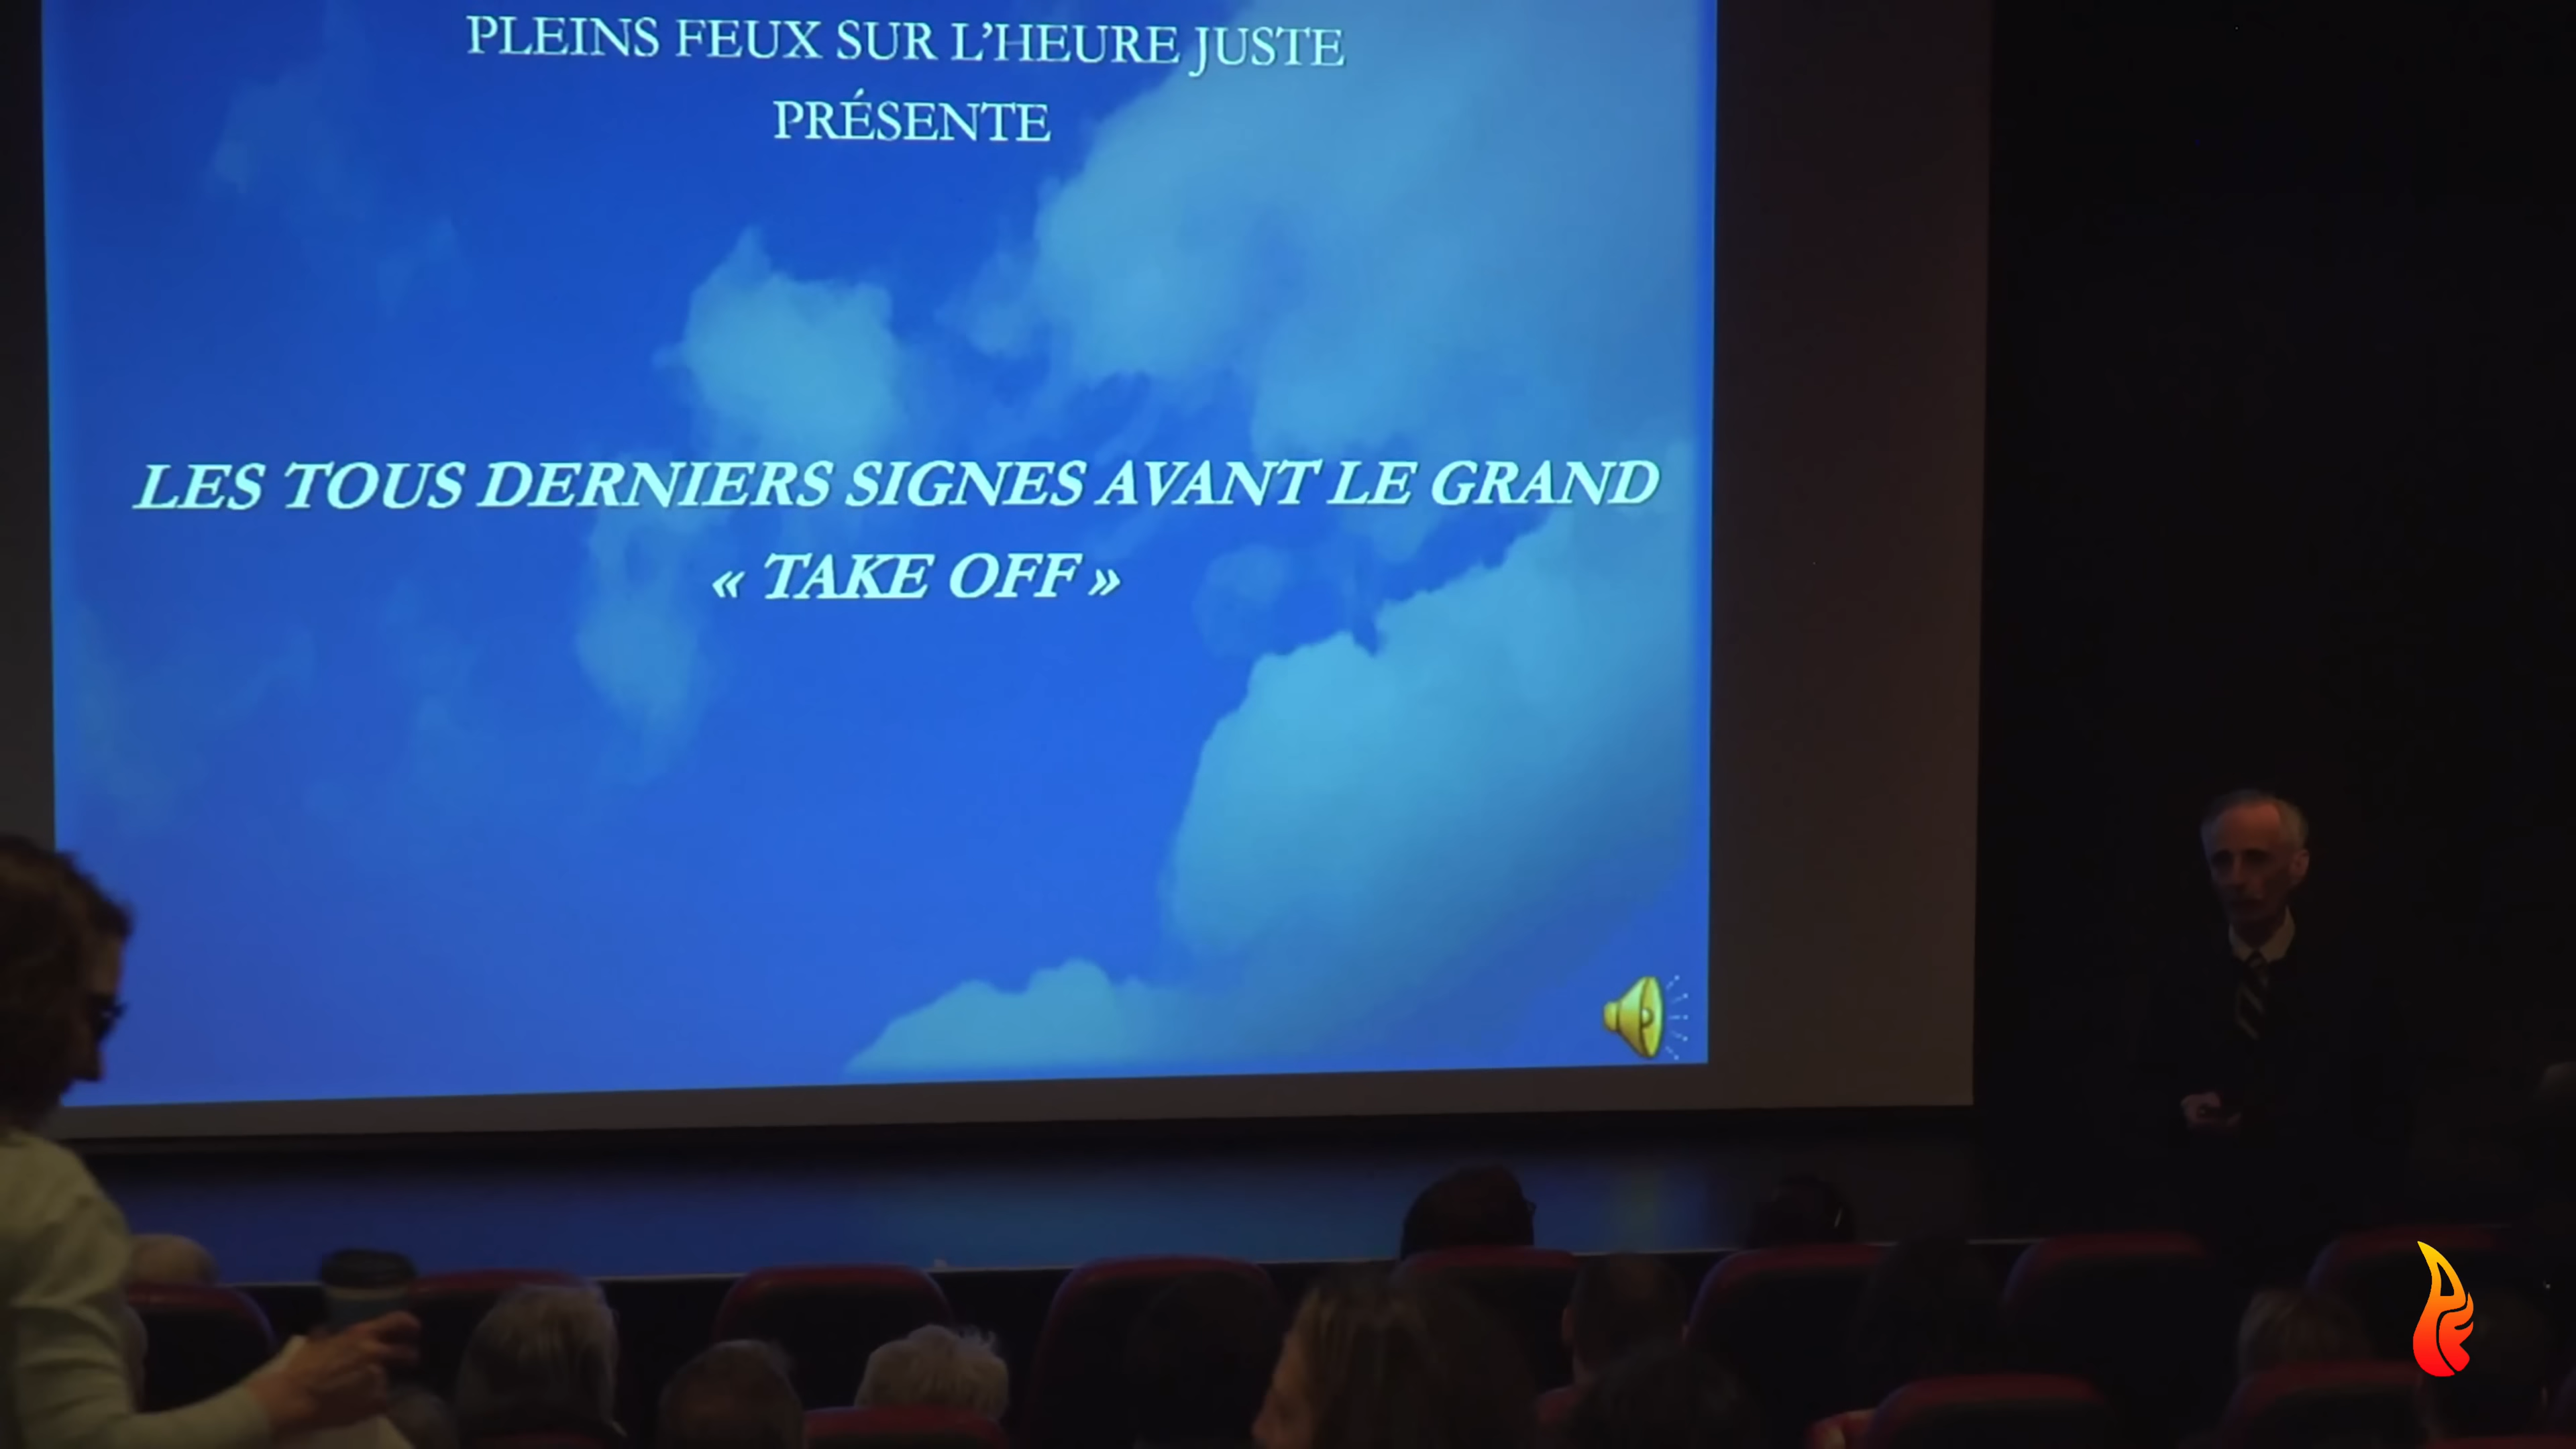 PLEINS FEUX SUR L'HEURE JUSTE
PRÉSENTE
LES TOUS DERNIERS SIGNES AVANT LE GRAND
« TAKE OFF »